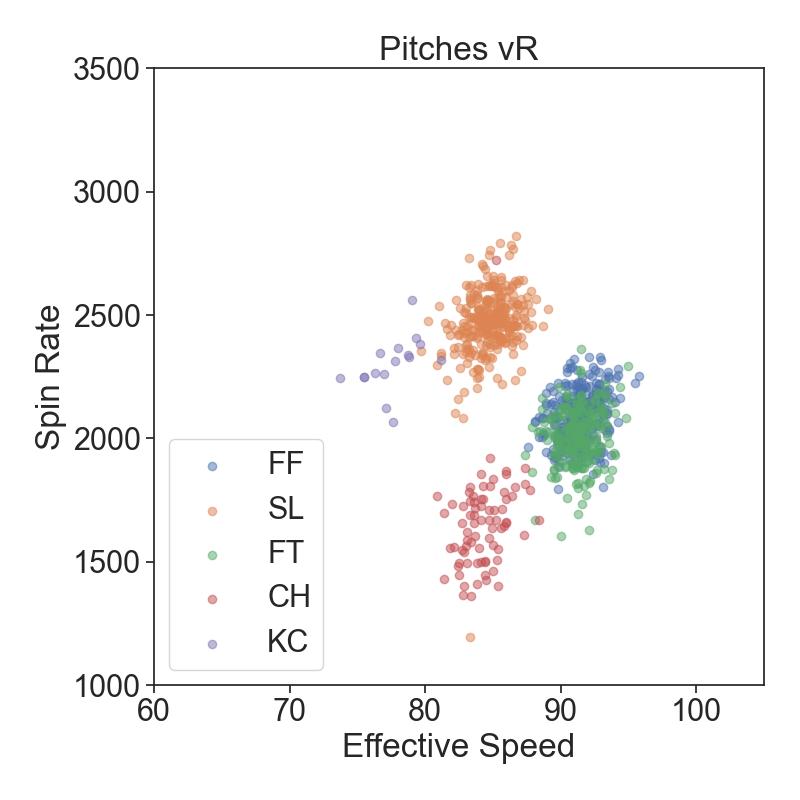 Pitches vR
3500
3000
2500
2000
1500
1000
Spin Rate
FF
SL
FT
CH
KC
60 70 80 90 100
Effective Speed